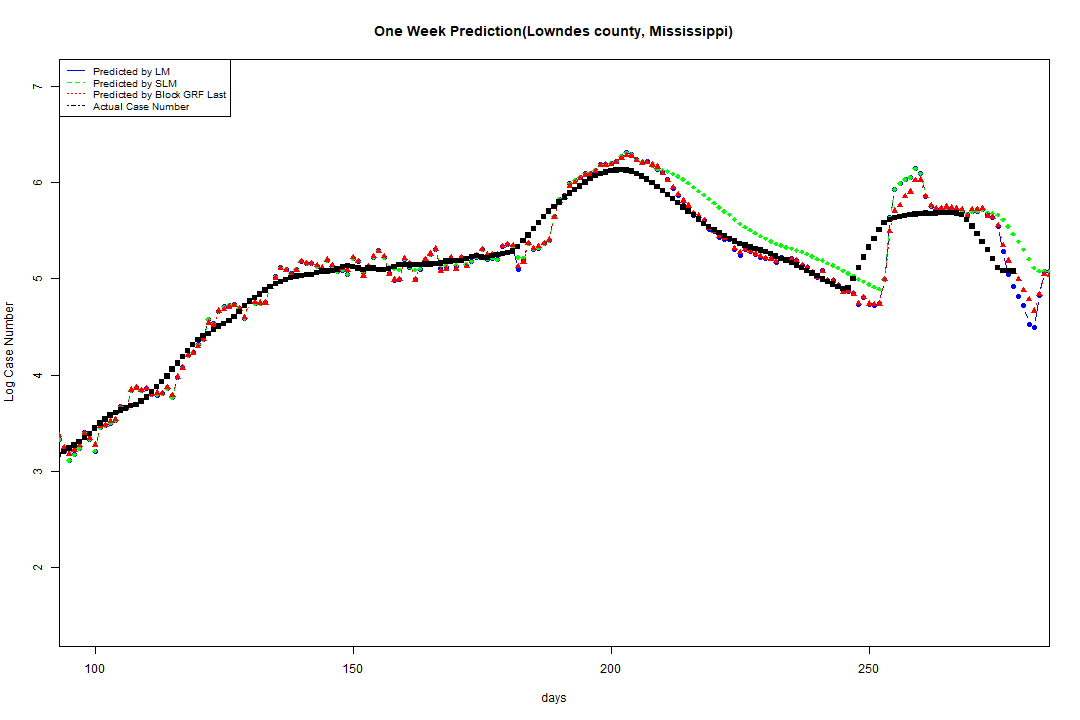 One Week Prediction(Lowndes county, Mississippi)
Predicted by LM
Predicted by SLM
Predicted by Block GRF Last
Actual Case Number
7
6
5
4
3
2
Log Case Number
100 150 200 250
days